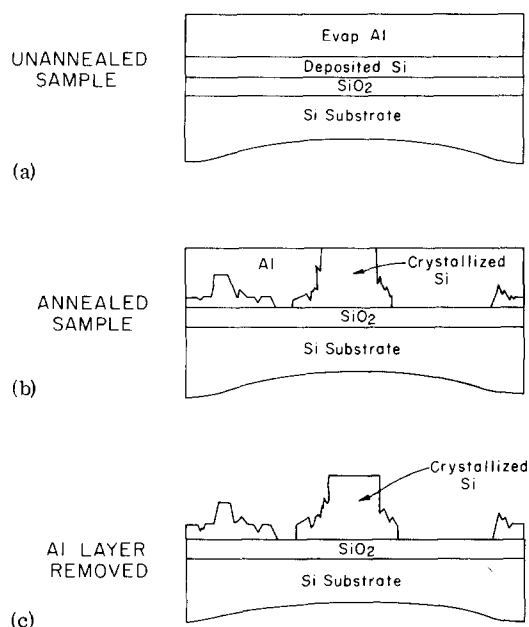 Evap Al
UNANNEALED
SAMPLE
Deposited Si
SiO2
Si Substrate
(a)
Al
Crystallized
Si
ANNEALED
SAMPLE
SiO2
Si Substrate
(b)
Crystallized
Si
Al LAYER
REMOVED
SiO2
Si Substrate
(c)